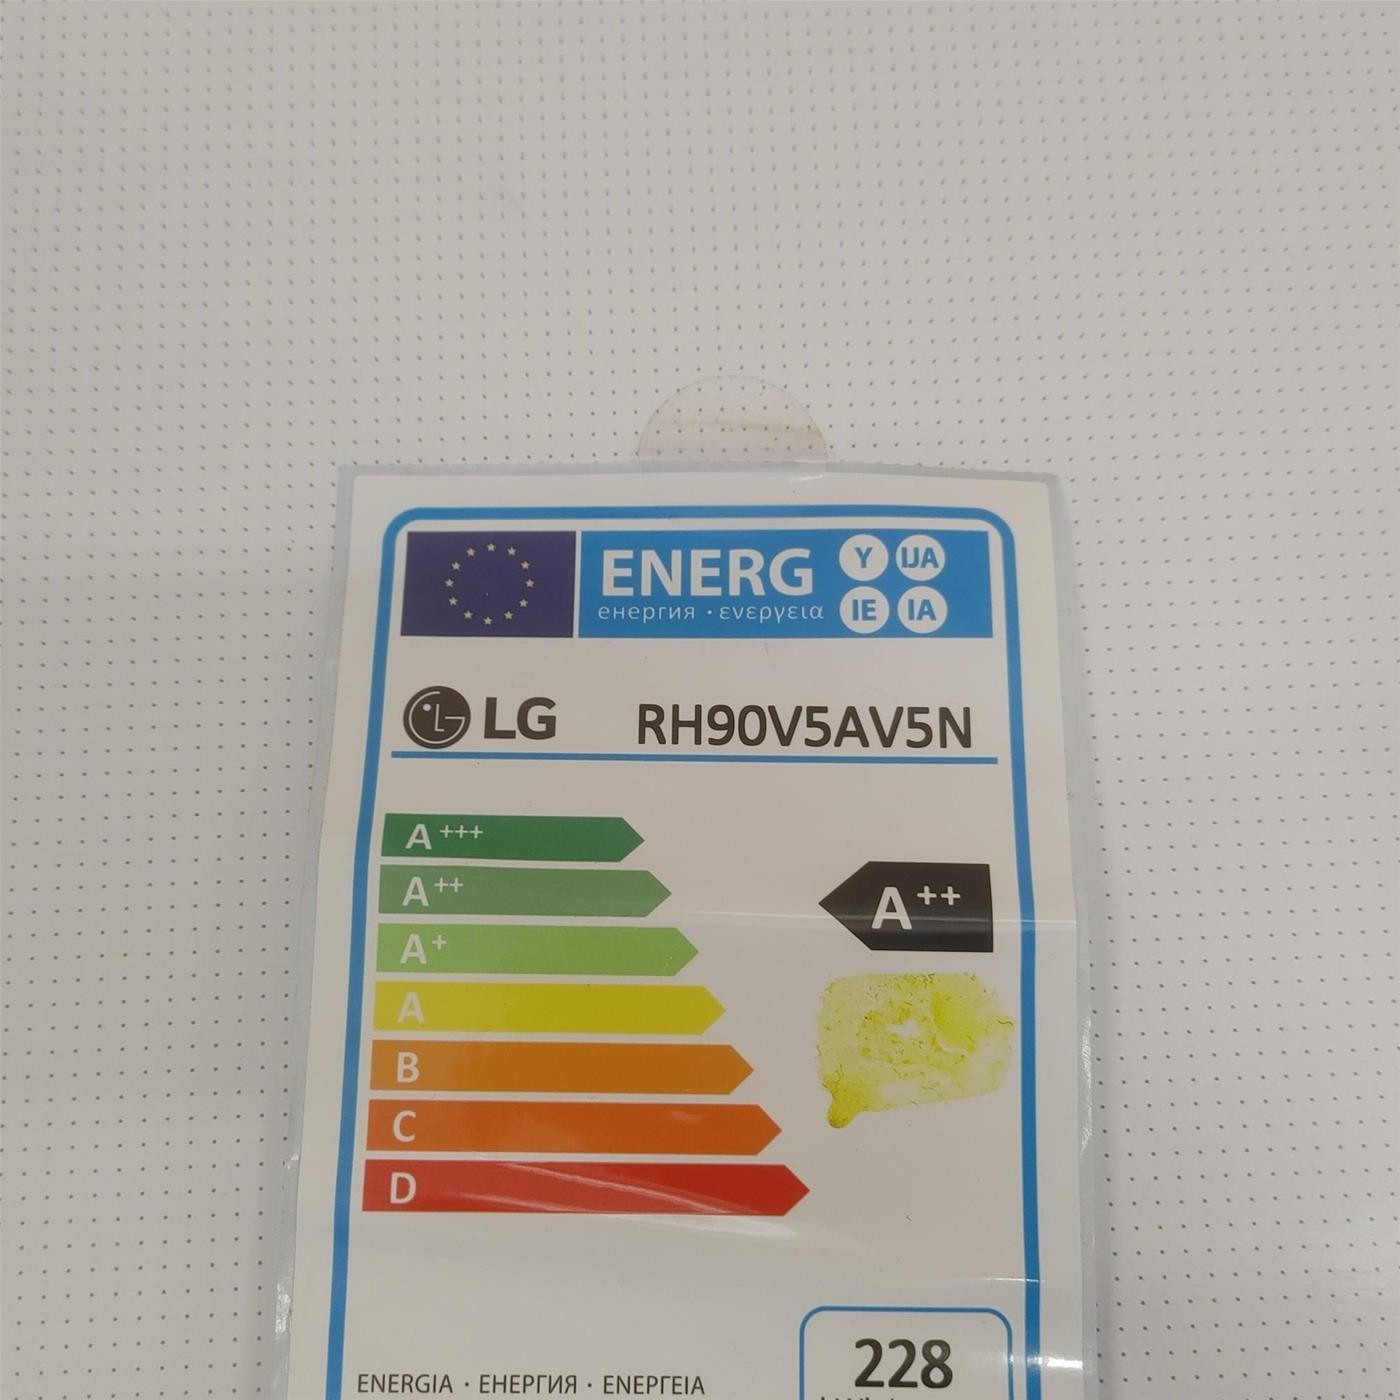 ENERG Y IJA
енергия · ενεργεια IE IA
LG RH90V5AV5N
A+++
A++
A++
A+
A
B
C
D
228
ENERGIA · ЕНЕРГИЯ · ΕΝΕΡΓΕΙΑ